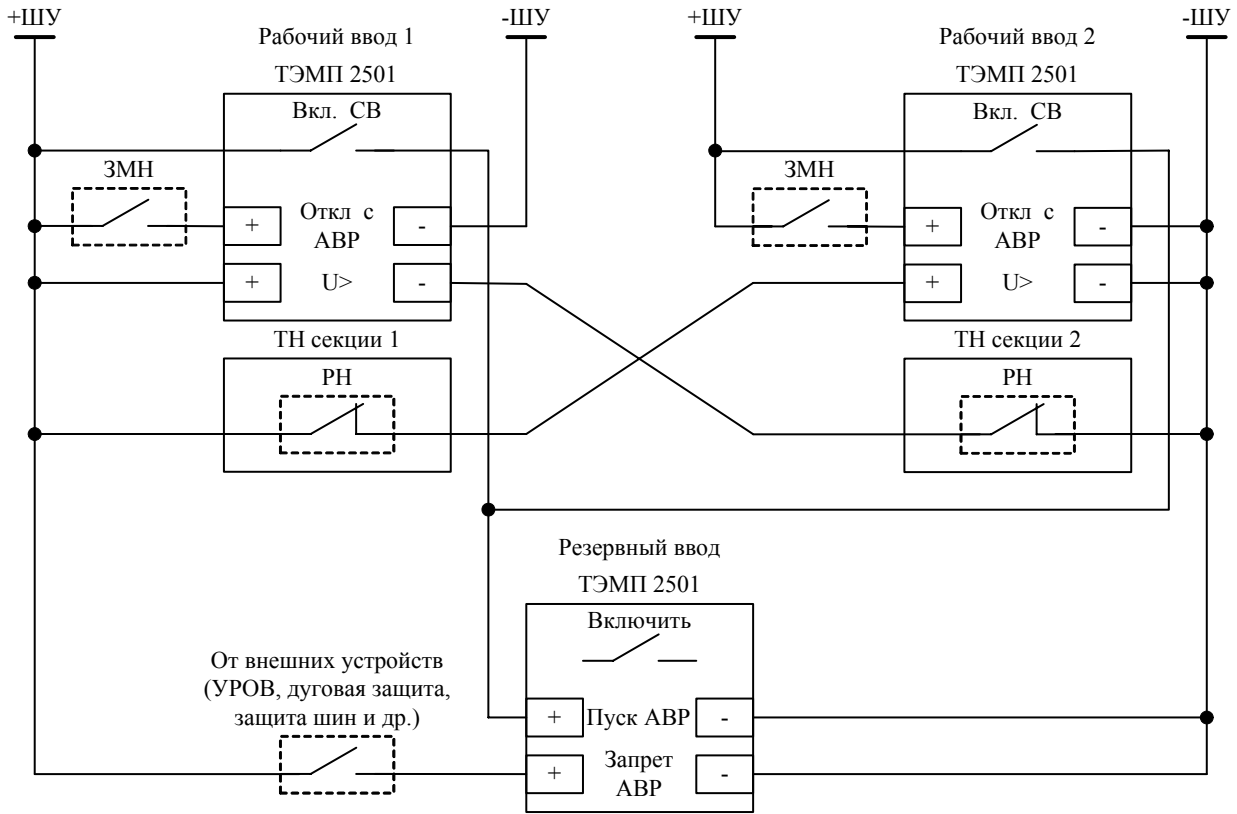 +ШУ
-ШУ
+ШУ
-ШУ
Рабочий ввод 1
ТЭМП 2501
Вкл. СВ
ЗМН
+
Откл с
АВР
-
+
U>
-
ТН секции 1
РН
Рабочий ввод 2
ТЭМП 2501
Вкл. СВ
ЗМН
+
Откл с
АВР
-
+
U>
-
ТН секции 2
РН
Резервный ввод
ТЭМП 2501
Включить
От внешних устройств
(УРОВ, дуговая защита,
защита шин и др.)
+
Пуск АВР
-
+
Запрет
АВР
-